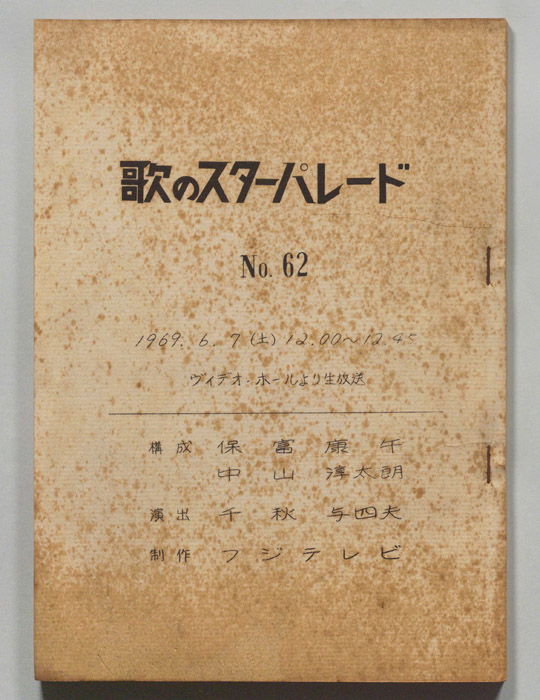 歌のスターパレード
No. 62
1969. 6. 7 (土) 12.00〜12.45
ヴィデオ・ホールより生放送
構成 保富康午
中山淳太朗
演出 千秋与四夫
制作 フジテレビ